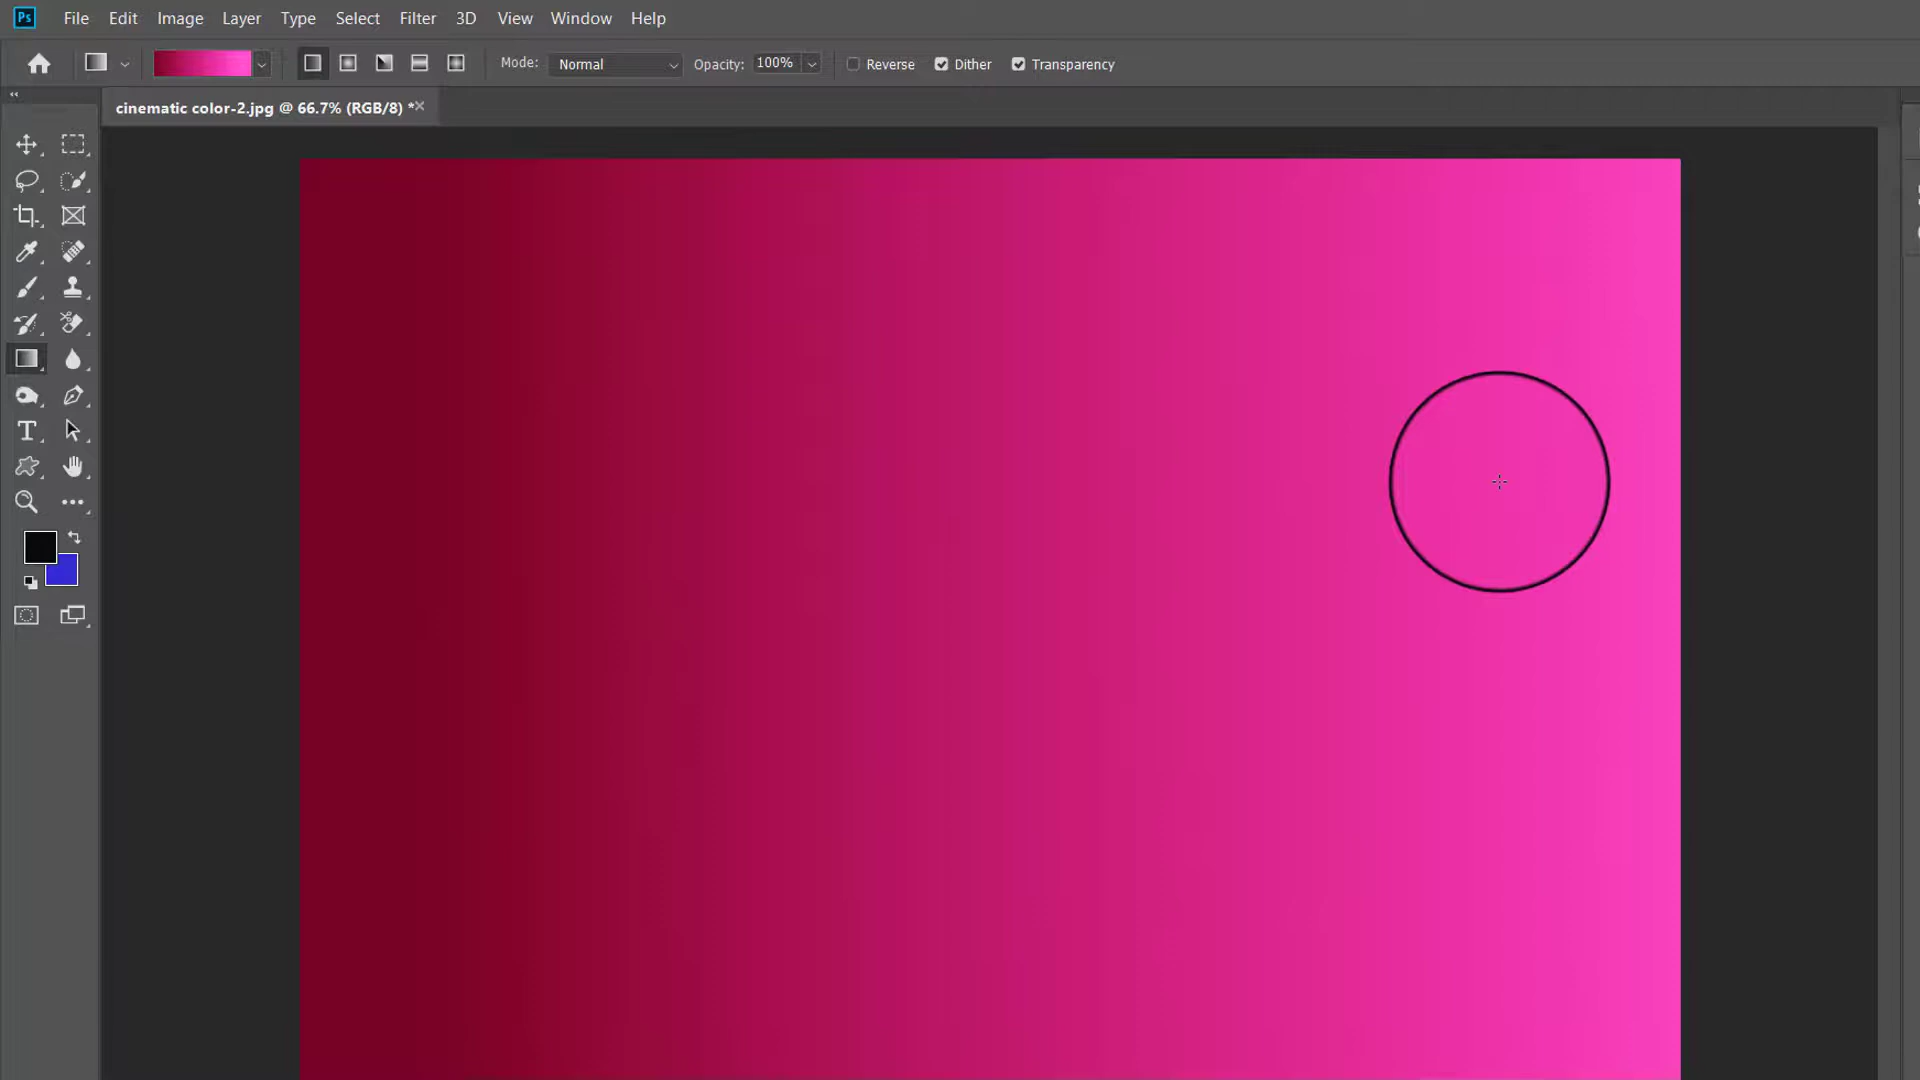 Ps File Edit Image Layer Type Select Filter 3D View Window Help
Mode: Normal Opacity: 100% Reverse Dither Transparency
cinematic color-2.jpg @ 66.7% (RGB/8) *
T